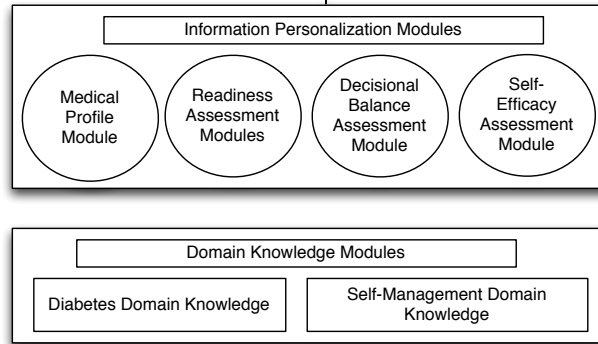 Information Personalization Modules
Medical
Profile
Module
Readiness
Assessment
Modules
Decisional
Balance
Assessment
Module
Self-
Efficacy
Assessment
Module
Domain Knowledge Modules
Diabetes Domain Knowledge
Self-Management Domain
Knowledge